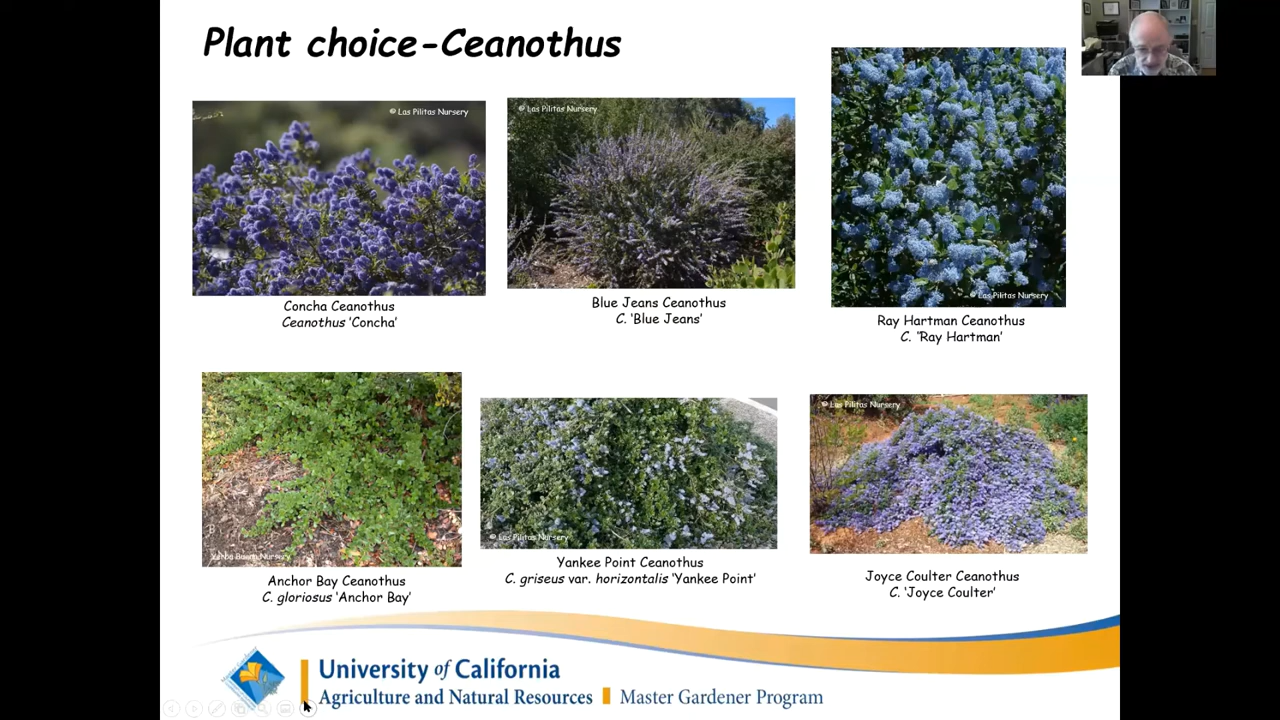 Plant choice-Ceanothus
© Las Pilitas Nursery
© Las Pilitas Nursery
© Las Pilitas Nursery
Concha Ceanothus
Ceanothus 'Concha'
Blue Jeans Ceanothus
C. 'Blue Jeans'
Ray Hartman Ceanothus
C. 'Ray Hartman'
© Las Pilitas Nursery
© Las Pilitas Nursery
Yerba Buena Nursery
Anchor Bay Ceanothus
C. gloriosus 'Anchor Bay'
Yankee Point Ceanothus
C. griseus var. horizontalis 'Yankee Point'
Joyce Coulter Ceanothus
C. 'Joyce Coulter'
University of California
Agriculture and Natural Resources
Master Gardener Program